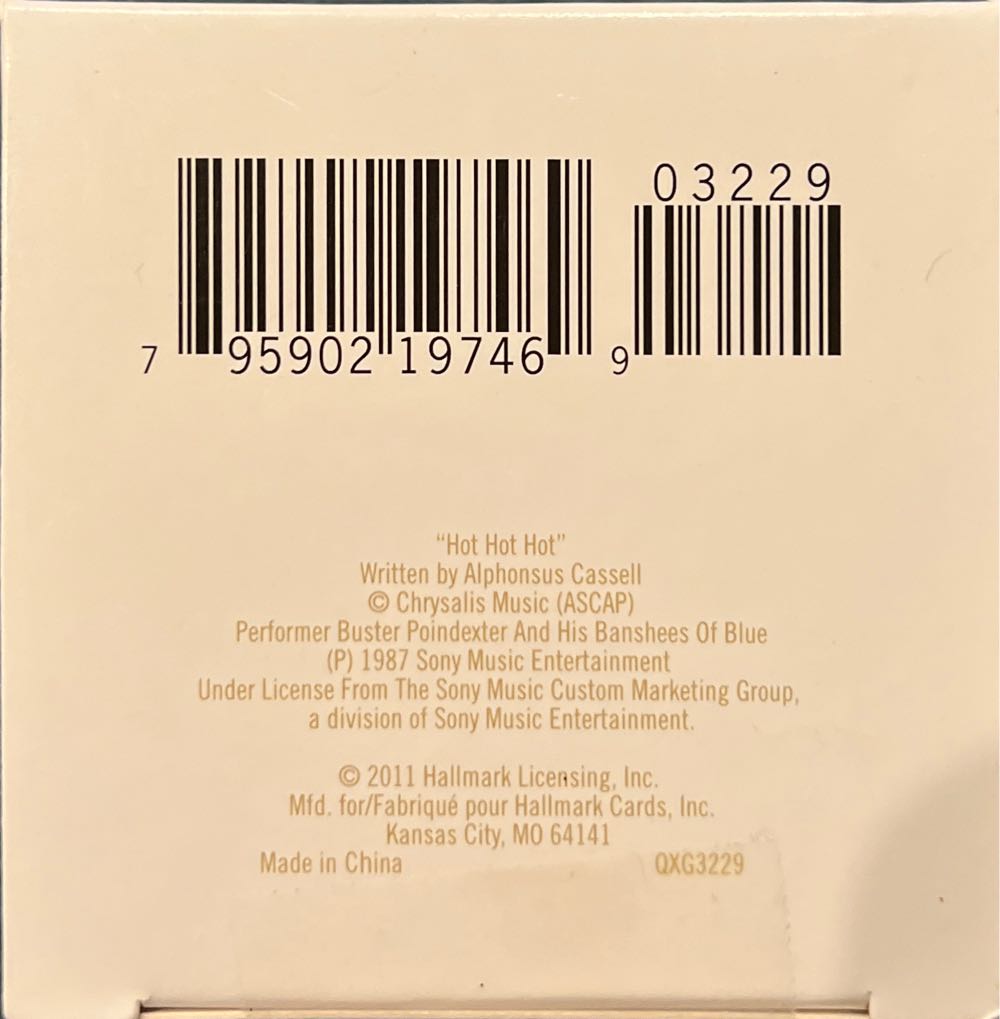 03229
7 95902 19746 9
“Hot Hot Hot”
Written by Alphonsus Cassell
© Chrysalis Music (ASCAP)
Performer Buster Poindexter And His Banshees Of Blue
(P) 1987 Sony Music Entertainment
Under License From The Sony Music Custom Marketing Group,
a division of Sony Music Entertainment.
© 2011 Hallmark Licensing, Inc.
Mfd. for/Fabriqué pour Hallmark Cards, Inc.
Kansas City, MO 64141
Made in China QXG3229